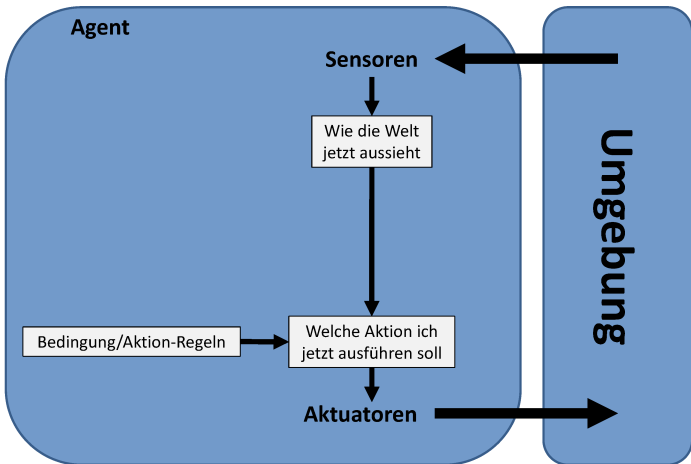 Agent
Sensoren
Wie die Welt
jetzt aussieht
Umgebung
Bedingung/Aktion-Regeln
Welche Aktion ich
jetzt ausführen soll
Aktuatoren